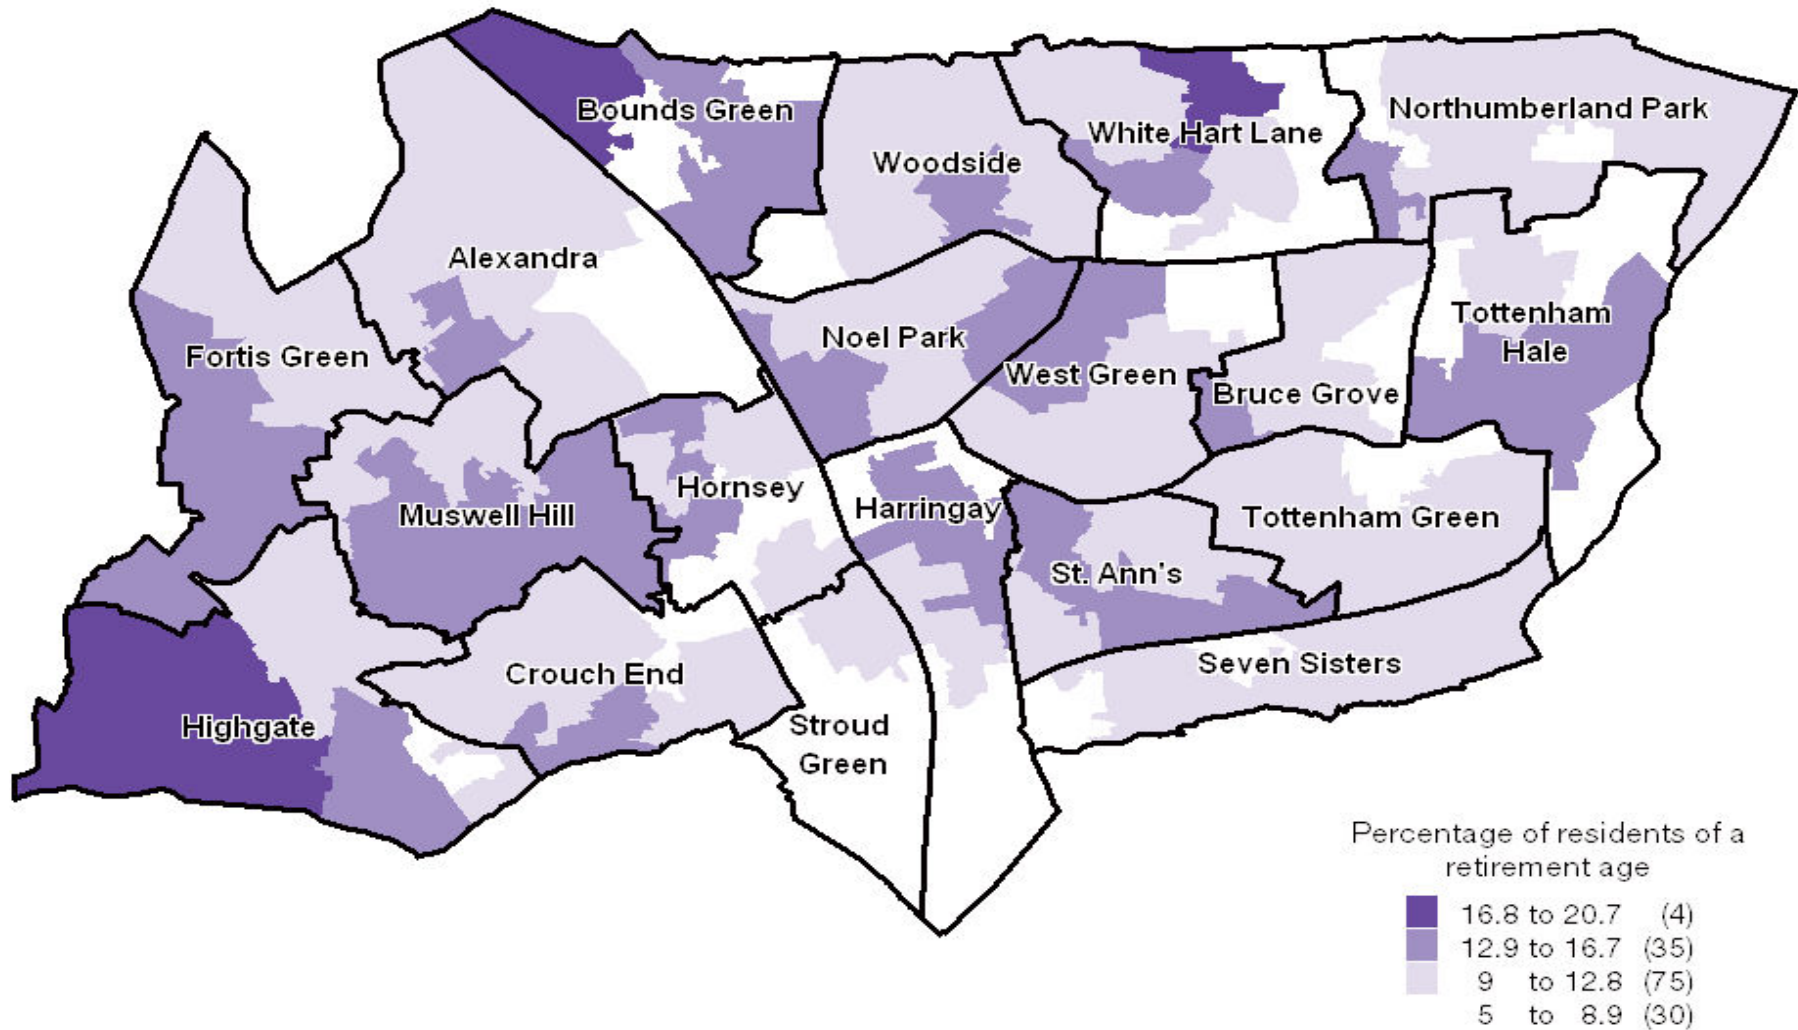 Bounds Green
Northumberland Park
White Hart Lane
Woodside
Alexandra
Tottenham
Hale
Noel Park
Fortis Green
West Green
Bruce Grove
Hornsey
Harringay
Muswell Hill
Tottenham Green
St. Ann's
Seven Sisters
Crouch End
Highgate
Stroud
Green
Percentage of residents of a
retirement age
16.8 to 20.7 (4)
12.9 to 16.7 (35)
9 to 12.8 (75)
5 to 8.9 (30)